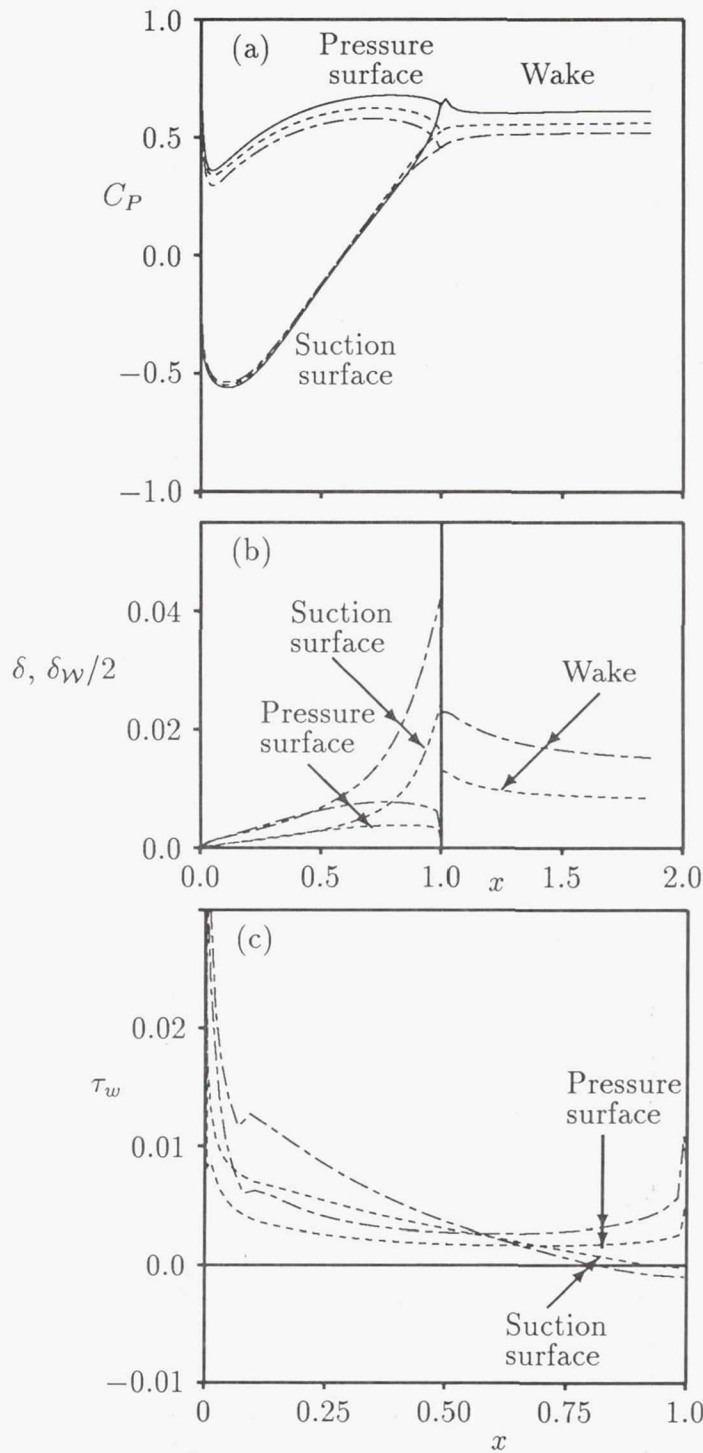 (a)
Pressure
surface
Wake
Suction
surface
C_P
1.0
0.5
0.0
−0.5
−1.0
(b)
Suction
surface
Pressure
surface
Wake
δ, δ_𝒲/2
0.04
0.02
0.0
0.0 0.5 1.0 x 1.5 2.0
(c)
Pressure
surface
Suction
surface
τ_w
0.02
0.01
0.0
−0.01
0 0.25 0.50 0.75 1.0
x